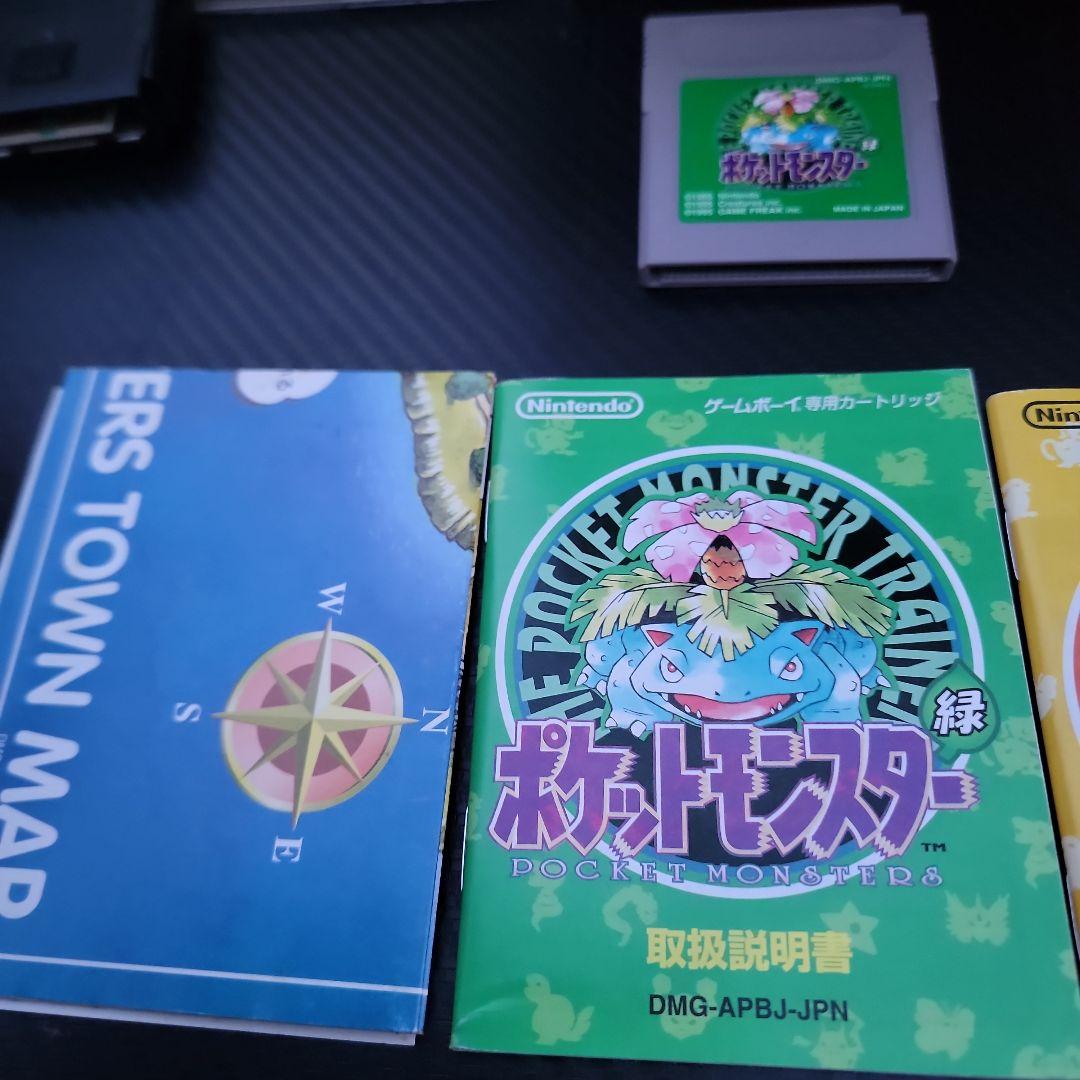 DMG-APBJ-JPN
緑
ポケットモンスター
POCKET MONSTERS
©1995 Nintendo
©1995 Creatures inc.
©1995 GAME FREAK inc.
MADE IN JAPAN
ERS TOWN MAP
W
N
S
E
Nintendo
ゲームボーイ専用カートリッジ
THE POCKET MONSTER TRAINER
緑
ポケットモンスター
TM
POCKET MONSTERS
取扱説明書
DMG-APBJ-JPN
Nin